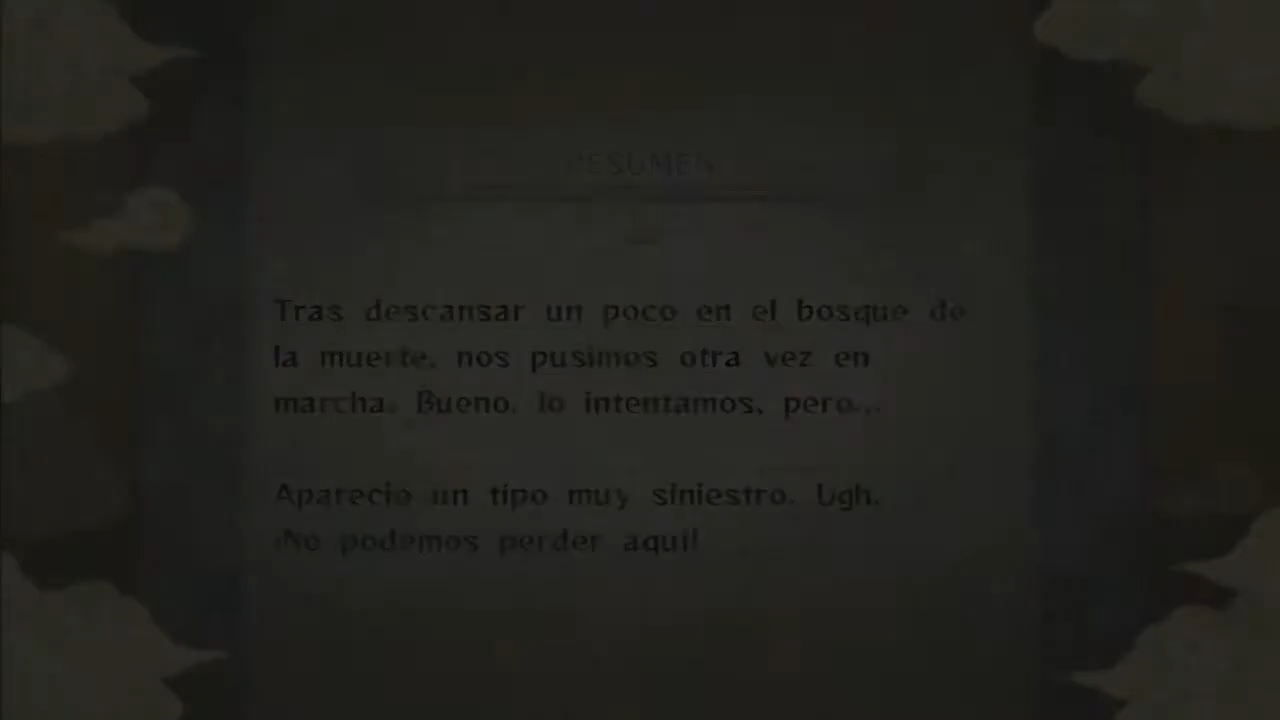 RESUMEN
Tras descansar un poco en el bosque de
la muerte, nos pusimos otra vez en
marcha. Bueno, lo intentamos, pero...
Apareció un tipo muy siniestro. Ugh.
¡No podemos perder aquí!